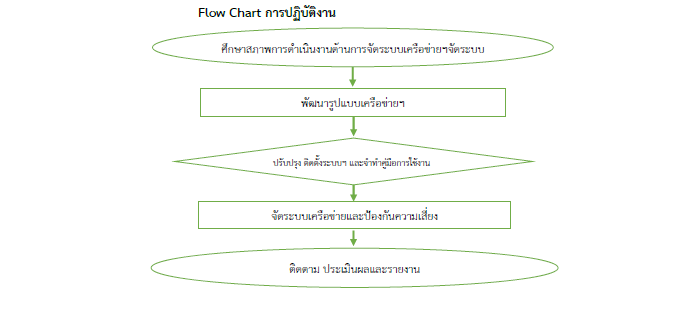 Flow Chart การปฏิบัติงาน
ศึกษาสภาพการดำเนินงานด้านการจัดระบบเครือข่ายฯจัดระบบ
พัฒนารูปแบบเครือข่ายฯ
ปรับปรุง ติดตั้งระบบฯ และจำทำคู่มือการใช้งาน
จัดระบบเครือข่ายและป้องกันความเสี่ยง
ติดตาม ประเมินผลและรายงาน